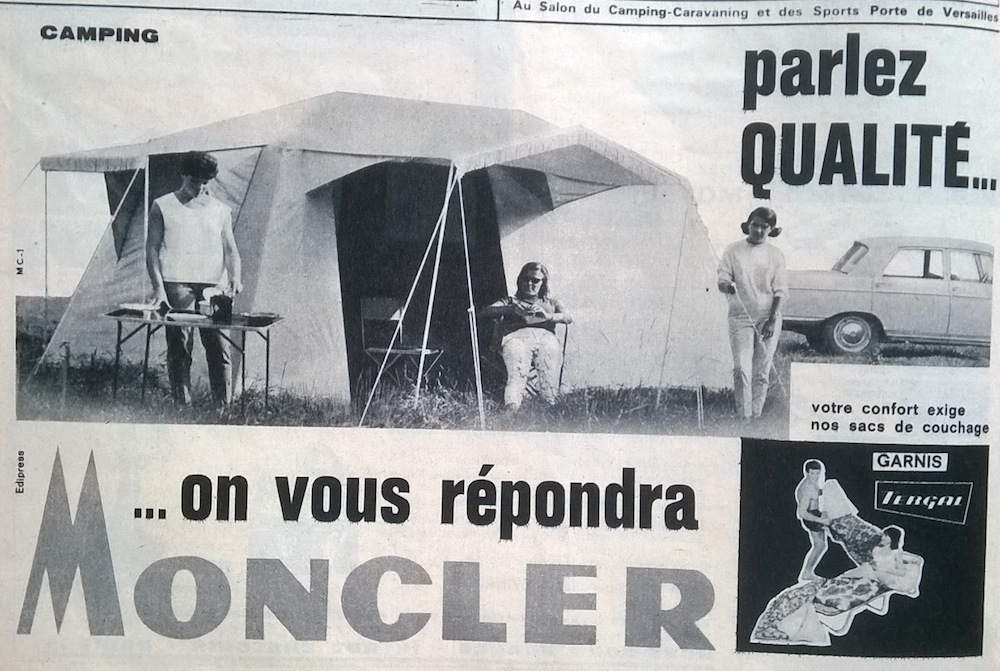 Au Salon du Camping-Caravaning et des Sports Porte de Versailles
CAMPING
parlez
QUALITÉ...
MC-1
votre confort exige
nos sacs de couchage
Edipress
... on vous répondra
MONCLER
GARNIS
TERGAL